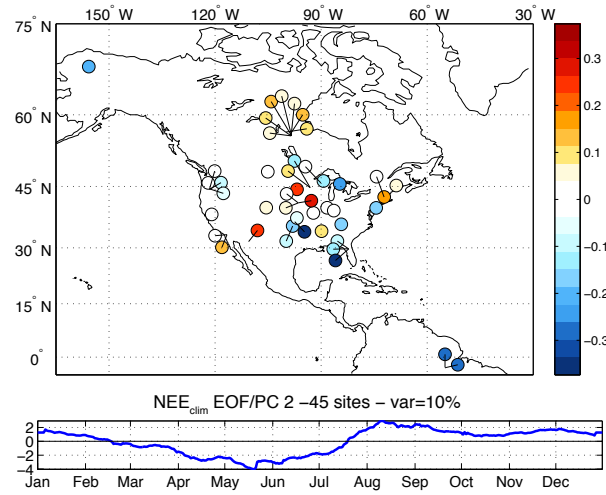 150° W 120° W 90° W 60° W 30° W
75° N
60° N
45° N
30° N
15° N
0°
0.3
0.2
0.1
0
−0.1
−0.2
−0.3
NEEclim EOF/PC 2 −45 sites − var=10%
2
0
−2
−4
Jan Feb Mar Apr May Jun Jul Aug Sep Oct Nov Dec